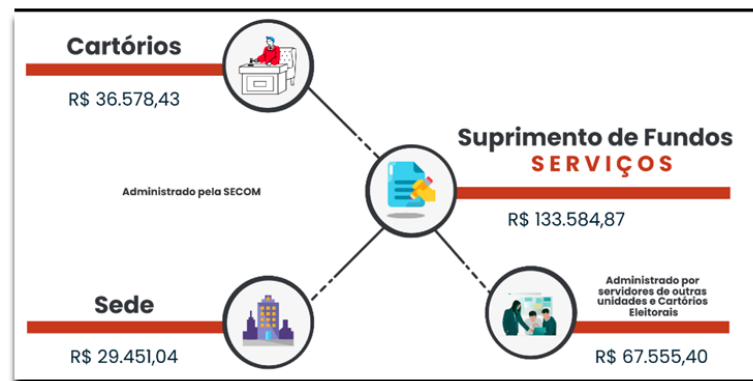 Cartórios
R$ 36.578,43
Suprimento de Fundos
SERVIÇOS
Administrado pela SECOM
R$ 133.584,87
Administrado por
servidores de outras
unidades e Cartórios
Eleitorais
Sede
R$ 29.451,04
R$ 67.555,40